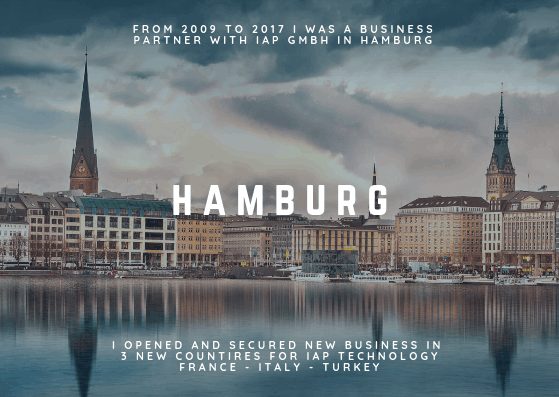 FROM 2009 TO 2017 I WAS A BUSINESS
PARTNER WITH IAP GMBH IN HAMBURG
HAMBURG
I OPENED AND SECURED NEW BUSINESS IN
3 NEW COUNTIRES FOR IAP TECHNOLOGY
FRANCE - ITALY - TURKEY